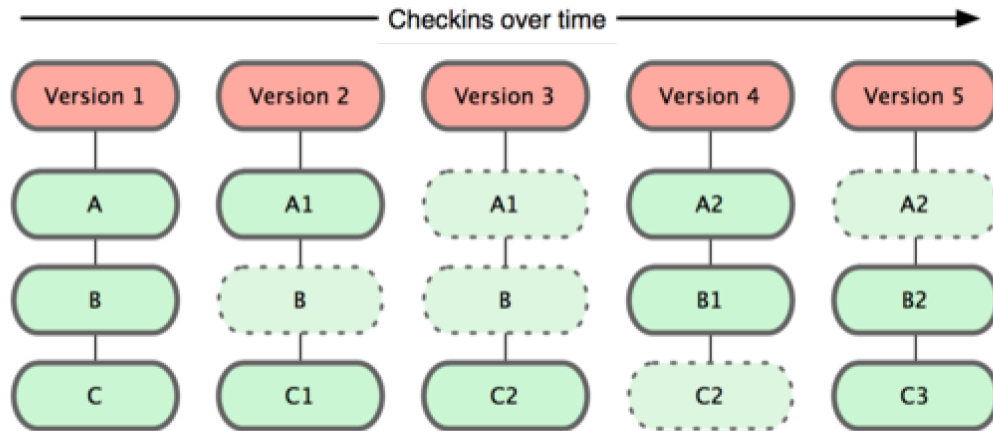 Checkins over time
Version 1 Version 2 Version 3 Version 4 Version 5
A A1 A1 A2 A2
B B B B1 B2
C C1 C2 C2 C3